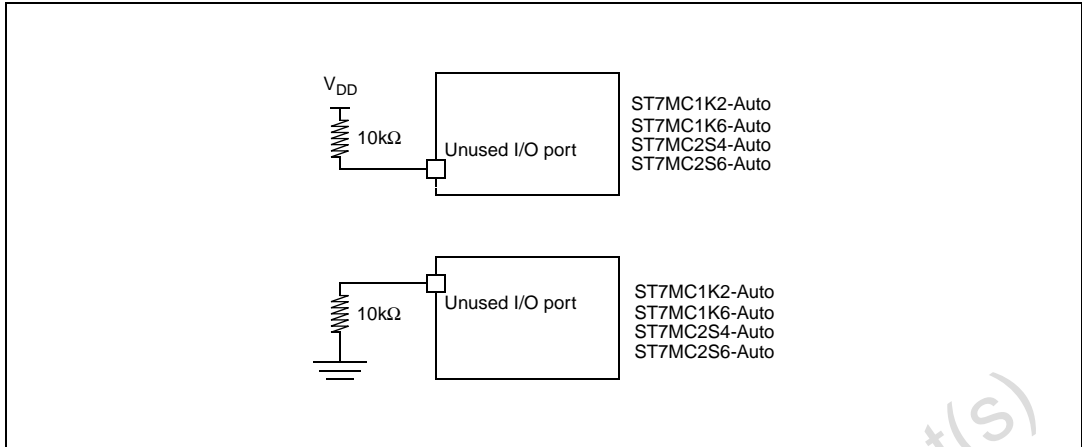 VDD
10kΩ
Unused I/O port
ST7MC1K2-Auto
ST7MC1K6-Auto
ST7MC2S4-Auto
ST7MC2S6-Auto
10kΩ
Unused I/O port
ST7MC1K2-Auto
ST7MC1K6-Auto
ST7MC2S4-Auto
ST7MC2S6-Auto
t(s)